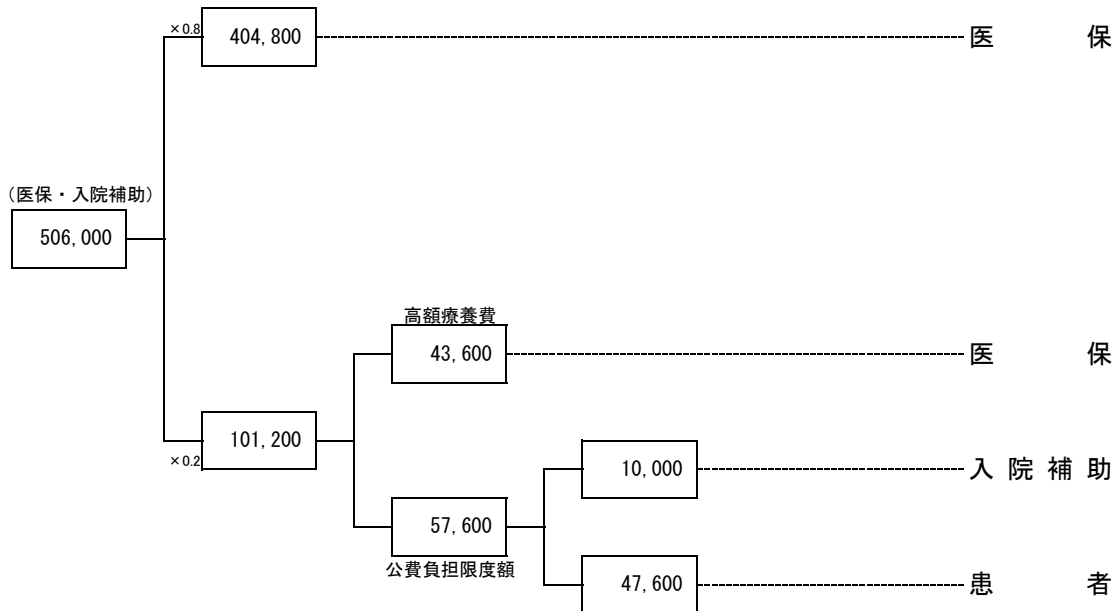 ×0.8
404,800
医保
(医保・入院補助)
506,000
高額療養費
43,600
医保
101,200
×0.2
10,000
入院補助
57,600
公費負担限度額
47,600
患者